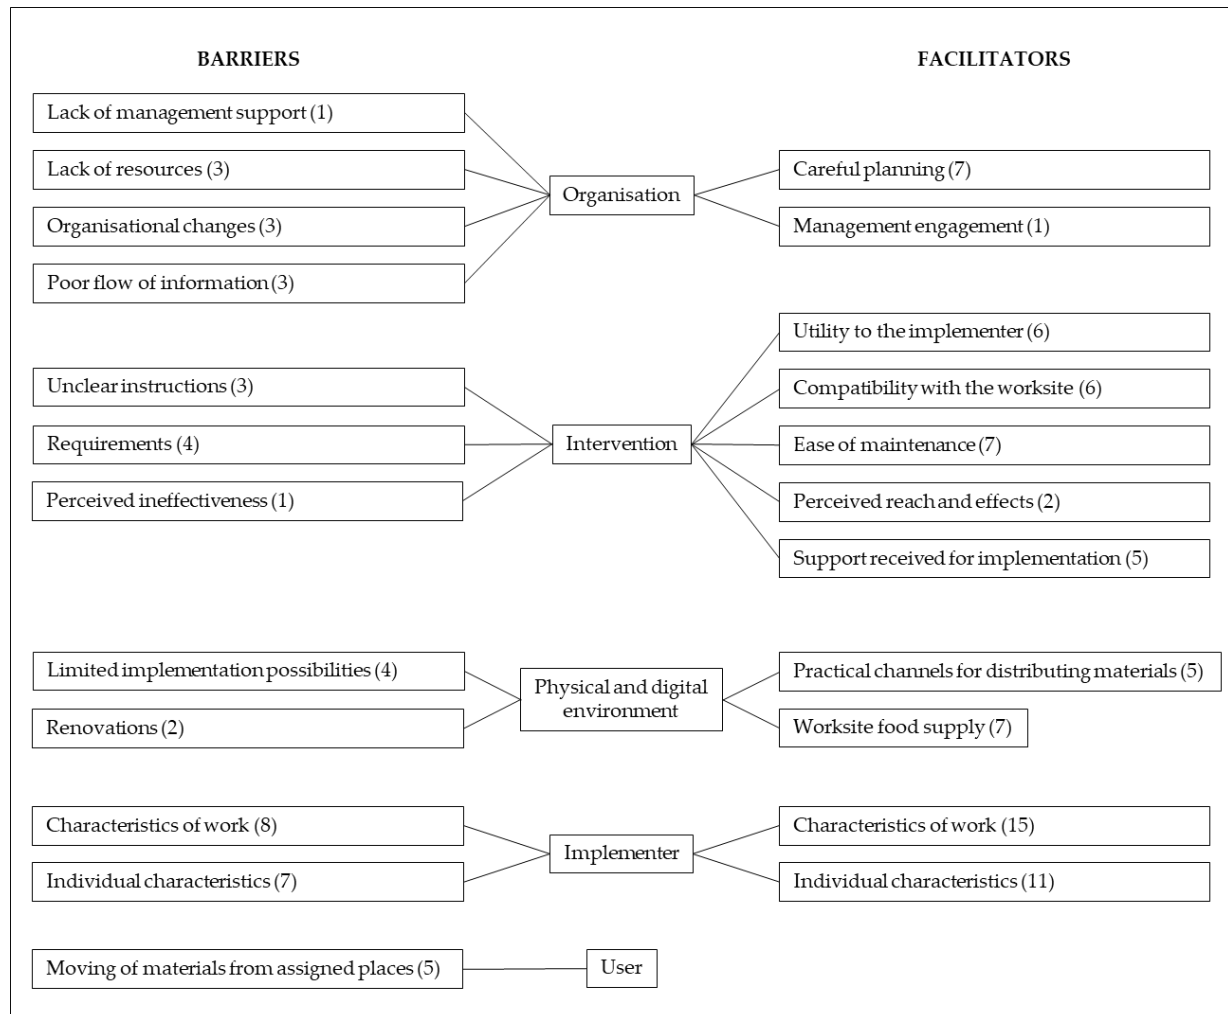 BARRIERS
FACILITATORS
Lack of management support (1)
Lack of resources (3)
Organisational changes (3)
Poor flow of information (3)
Organisation
Careful planning (7)
Management engagement (1)
Unclear instructions (3)
Requirements (4)
Perceived ineffectiveness (1)
Intervention
Utility to the implementer (6)
Compatibility with the worksite (6)
Ease of maintenance (7)
Perceived reach and effects (2)
Support received for implementation (5)
Limited implementation possibilities (4)
Renovations (2)
Physical and digital
environment
Practical channels for distributing materials (5)
Worksite food supply (7)
Characteristics of work (8)
Individual characteristics (7)
Implementer
Characteristics of work (15)
Individual characteristics (11)
Moving of materials from assigned places (5)
User